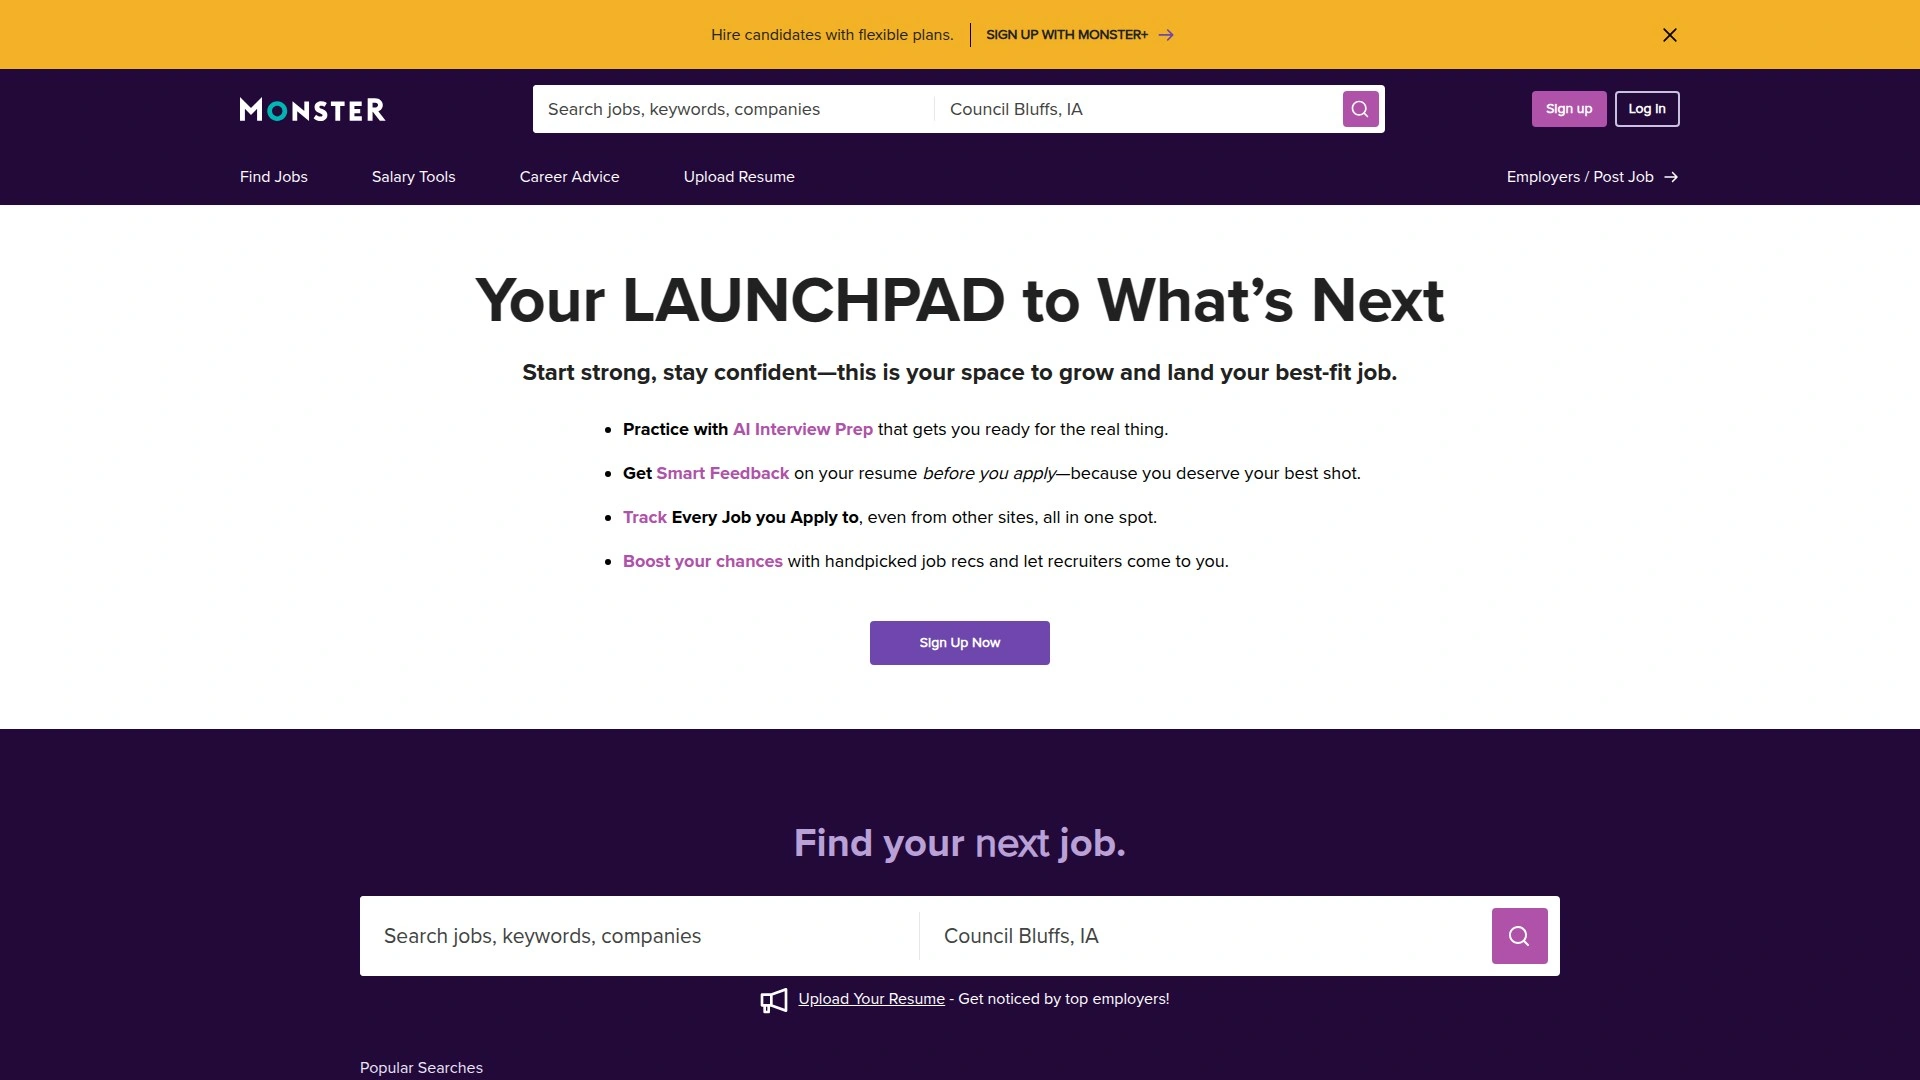 Hire candidates with flexible plans. SIGN UP WITH MONSTER+
MONSTER
Search jobs, keywords, companies Council Bluffs, IA
Sign up Log In
Find Jobs Salary Tools Career Advice Upload Resume Employers / Post Job
Your LAUNCHPAD to What’s Next
Start strong, stay confident—this is your space to grow and land your best-fit job.
Practice with AI Interview Prep that gets you ready for the real thing.
Get Smart Feedback on your resume before you apply—because you deserve your best shot.
Track Every Job you Apply to, even from other sites, all in one spot.
Boost your chances with handpicked job recs and let recruiters come to you.
Sign Up Now
Find your next job.
Search jobs, keywords, companies Council Bluffs, IA
Upload Your Resume - Get noticed by top employers!
Popular Searches